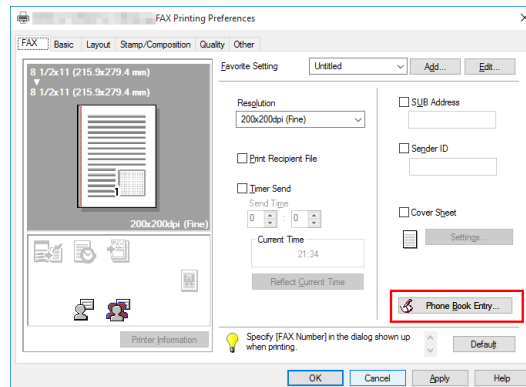 FAX Printing Preferences
FAX Basic Layout Stamp/Composition Quality Other
8 1/2x11 (215.9x279.4 mm)
8 1/2x11 (215.9x279.4 mm)
1
200x200dpi (Fine)
Printer Information
Favorite Setting Untitled Add... Edit...
Resolution
200x200dpi (Fine)
Print Recipient File
Timer Send
Send Time
0 : 0
Current Time
21:34
Reflect Current Time
SUB Address
Sender ID
Cover Sheet
Settings...
Phone Book Entry...
Specify [FAX Number] in the dialog shown up
when printing.
Default
OK Cancel Apply Help